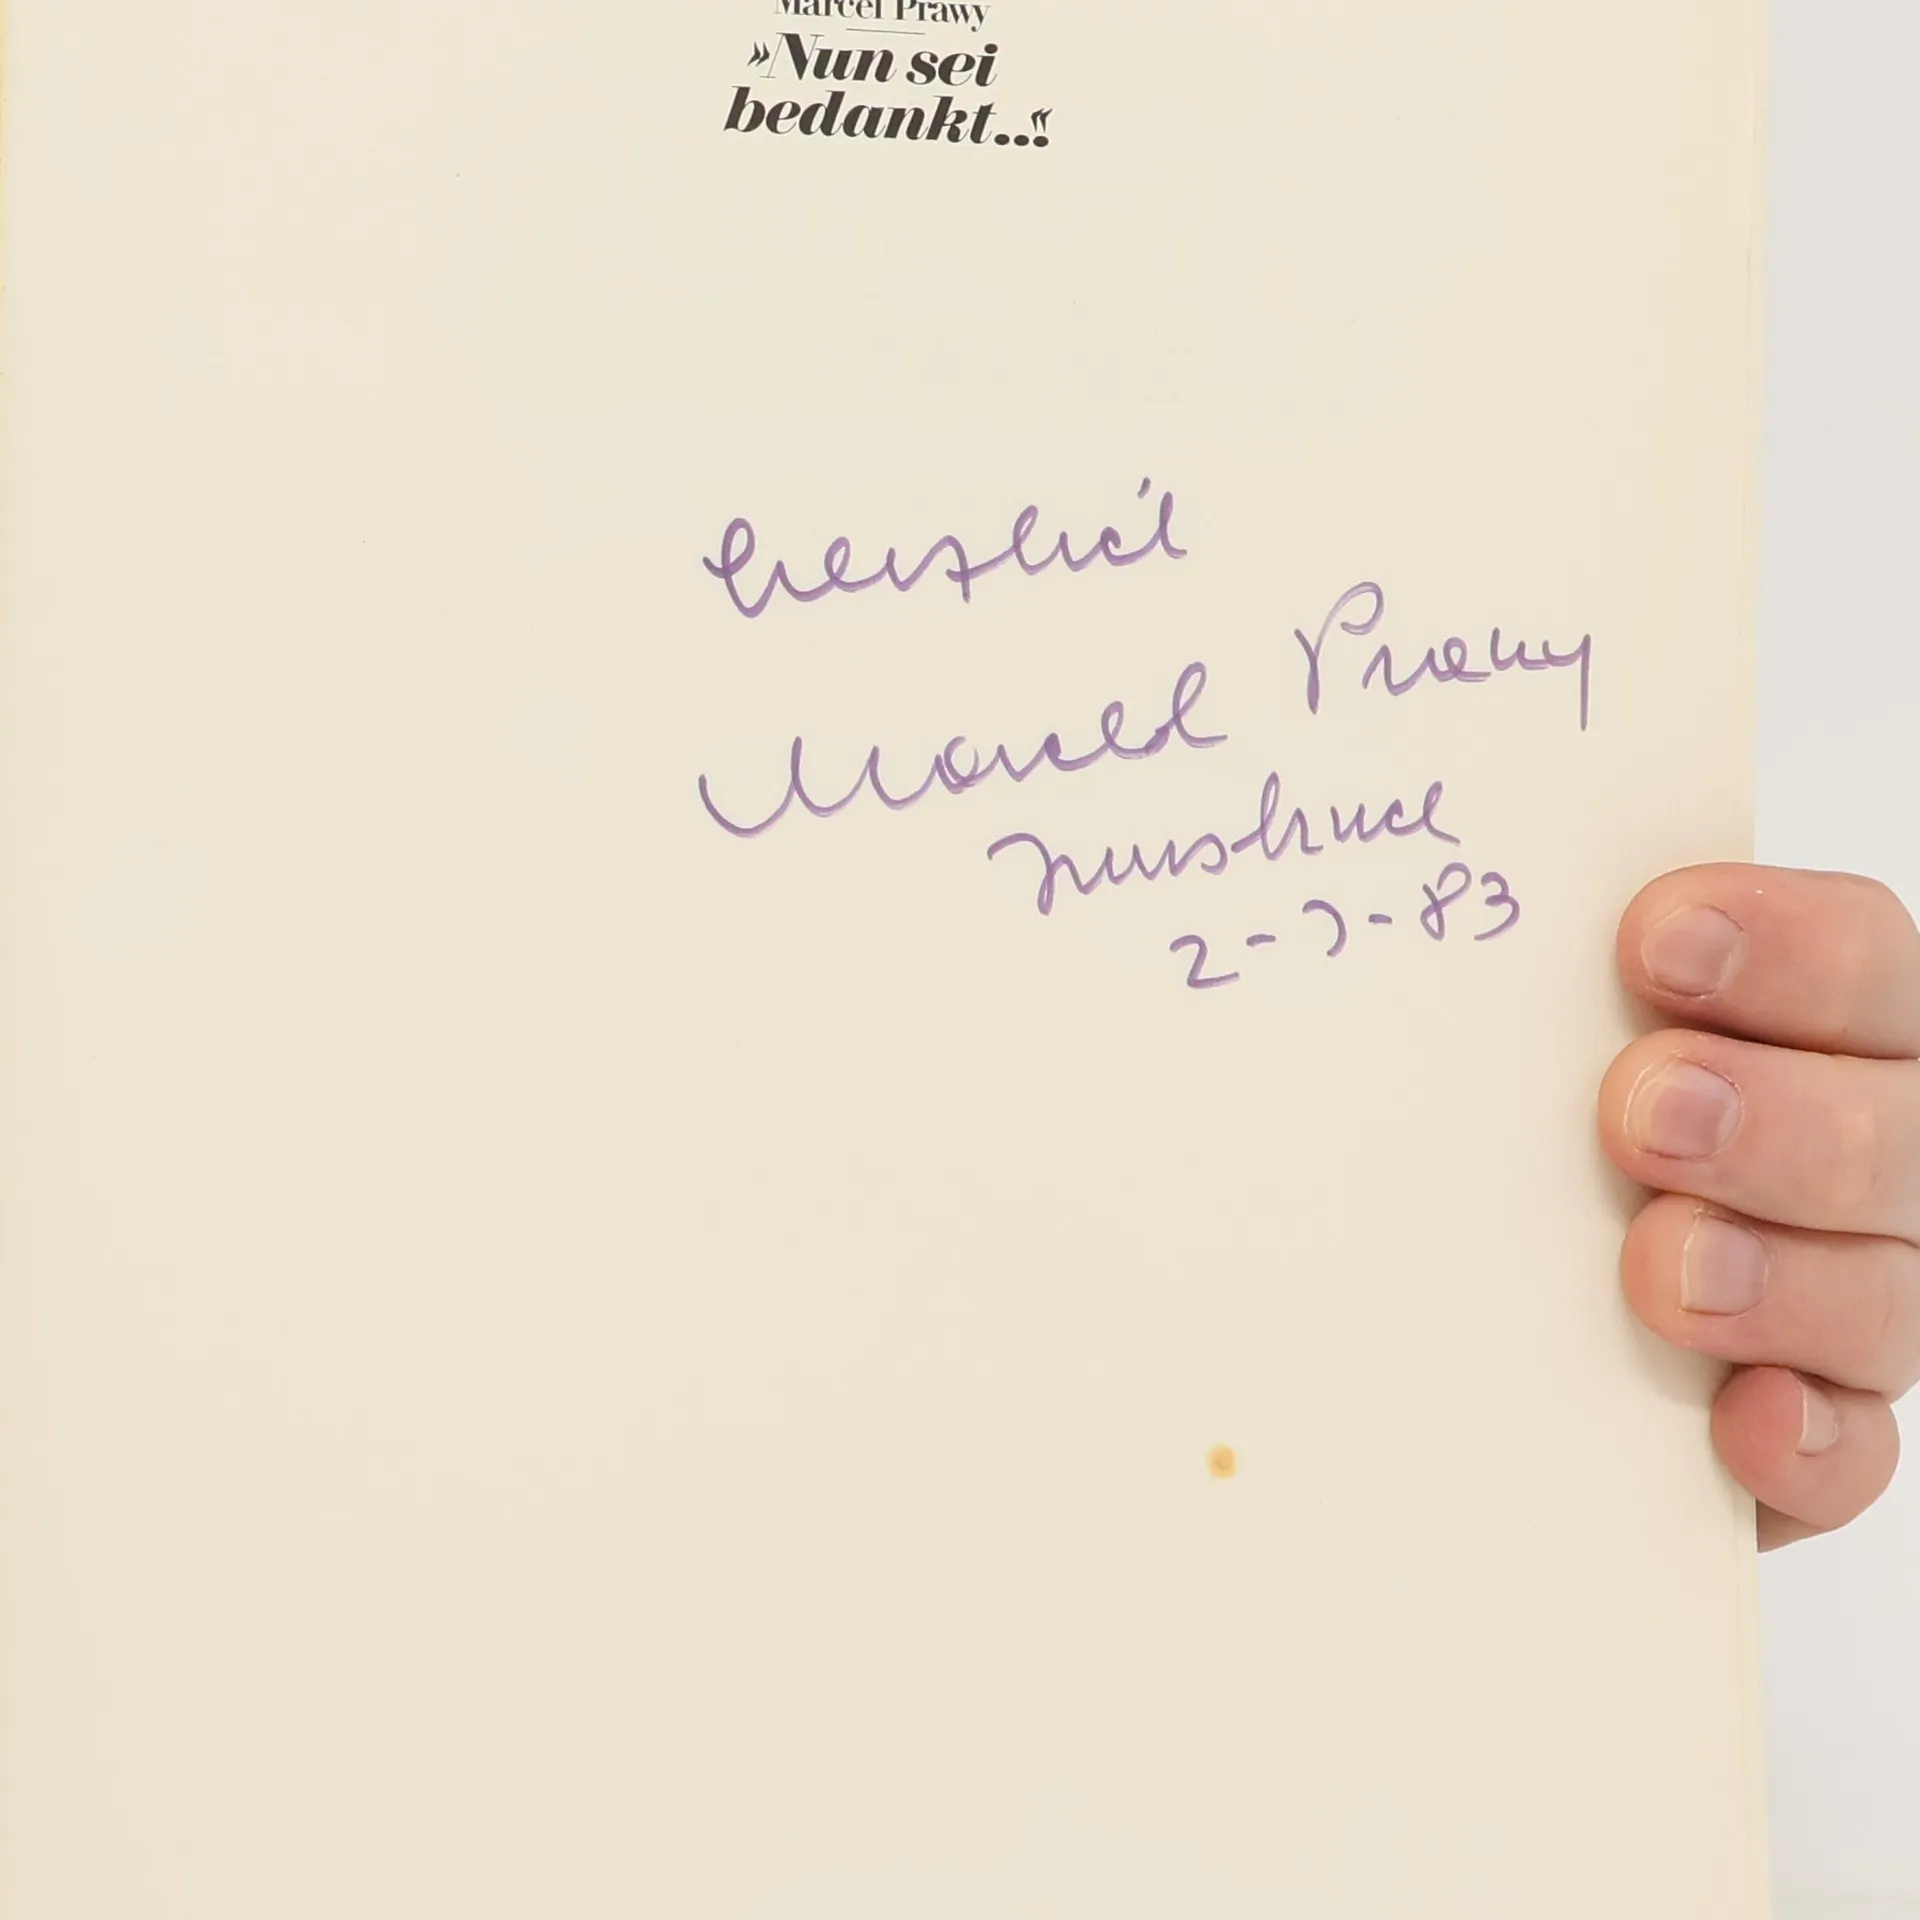 Marcel Prawy
»Nun sei
bedankt...«
herzlich
Marcel Prawy
Innsbruck
2-7-83